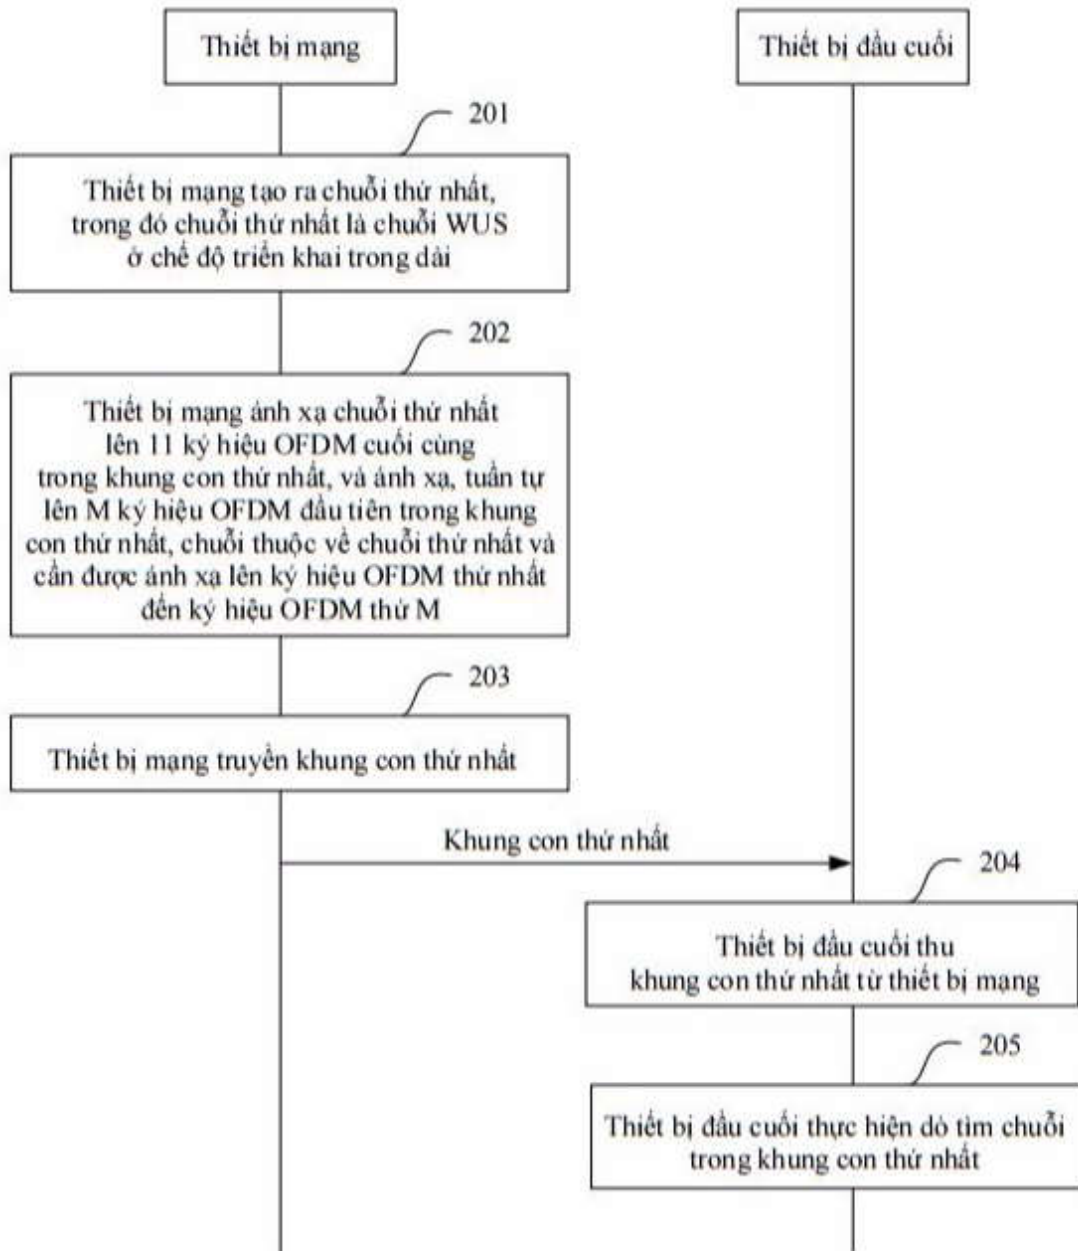 Thiết bị mạng
Thiết bị đầu cuối
201
Thiết bị mạng tạo ra chuỗi thứ nhất,
trong đó chuỗi thứ nhất là chuỗi WUS
ở chế độ triển khai trong dải
202
Thiết bị mạng ánh xạ chuỗi thứ nhất
lên 11 ký hiệu OFDM cuối cùng
trong khung con thứ nhất, và ánh xạ, tuần tự
lên M ký hiệu OFDM đầu tiên trong khung
con thứ nhất, chuỗi thuộc về chuỗi thứ nhất và
cần được ánh xạ lên ký hiệu OFDM thứ nhất
đến ký hiệu OFDM thứ M
203
Thiết bị mạng truyền khung con thứ nhất
Khung con thứ nhất
204
Thiết bị đầu cuối thu
khung con thứ nhất từ thiết bị mạng
205
Thiết bị đầu cuối thực hiện dò tìm chuỗi
trong khung con thứ nhất